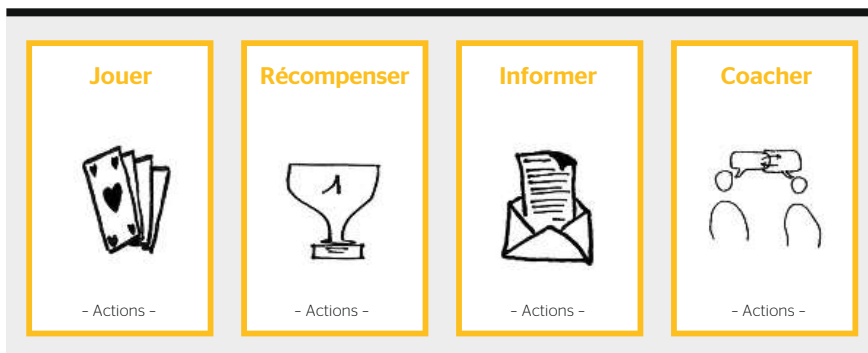 Jouer
Récompenser
Informer
Coacher
1
– Actions –
– Actions –
– Actions –
– Actions –